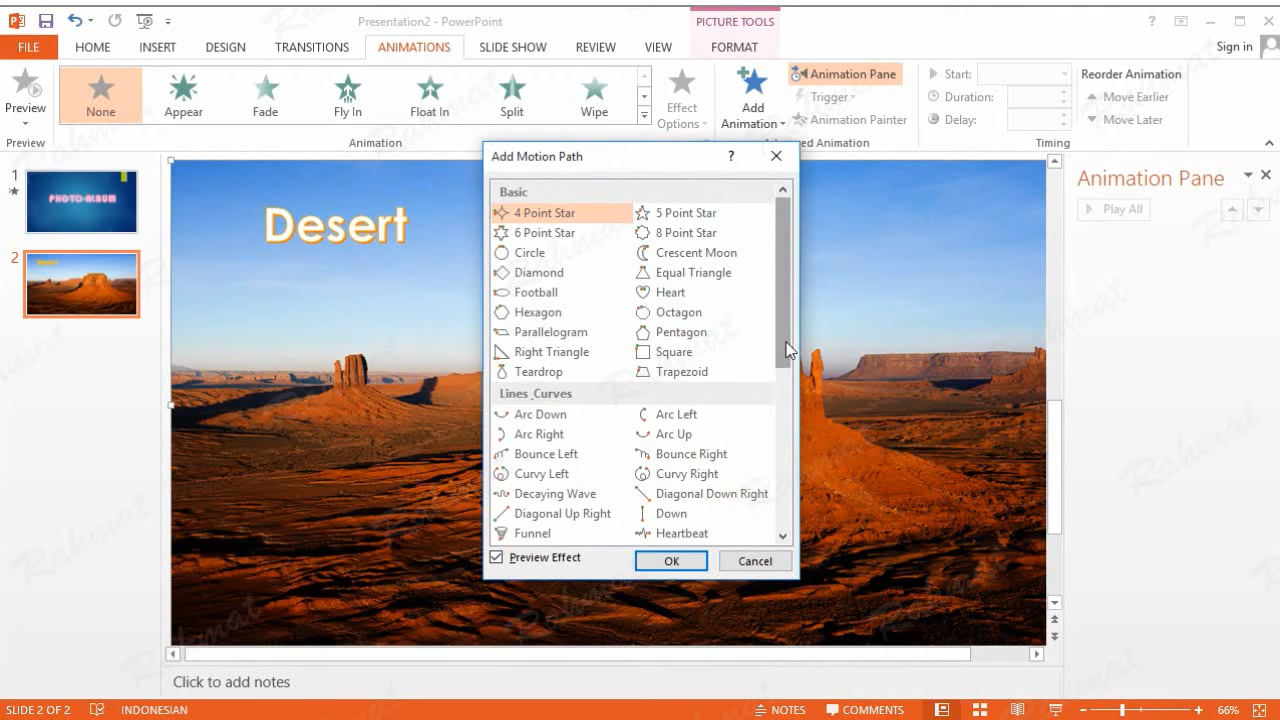 Presentation2 - PowerPoint
PICTURE TOOLS
FILE HOME INSERT DESIGN TRANSITIONS ANIMATIONS SLIDE SHOW REVIEW VIEW FORMAT
Sign in
Preview
None
Appear
Fade
Fly In
Float In
Split
Wipe
Effect
Options
Add
Animation
Animation Pane
Trigger
Animation Painter
Start:
Duration:
Delay:
Reorder Animation
Move Earlier
Move Later
Preview
Animation
Advanced Animation
Timing
1
PHOTO ALBUM
2
Desert
Add Motion Path
?
Basic
4 Point Star 5 Point Star
6 Point Star 8 Point Star
Circle Crescent Moon
Diamond Equal Triangle
Football Heart
Hexagon Octagon
Parallelogram Pentagon
Right Triangle Square
Teardrop Trapezoid
Lines_Curves
Arc Down Arc Left
Arc Right Arc Up
Bounce Left Bounce Right
Curvy Left Curvy Right
Decaying Wave Diagonal Down Right
Diagonal Up Right Down
Funnel Heartbeat
Preview Effect
OK Cancel
Animation Pane
Play All
Click to add notes
SLIDE 2 OF 2 INDONESIAN NOTES COMMENTS 66%
Rahmat